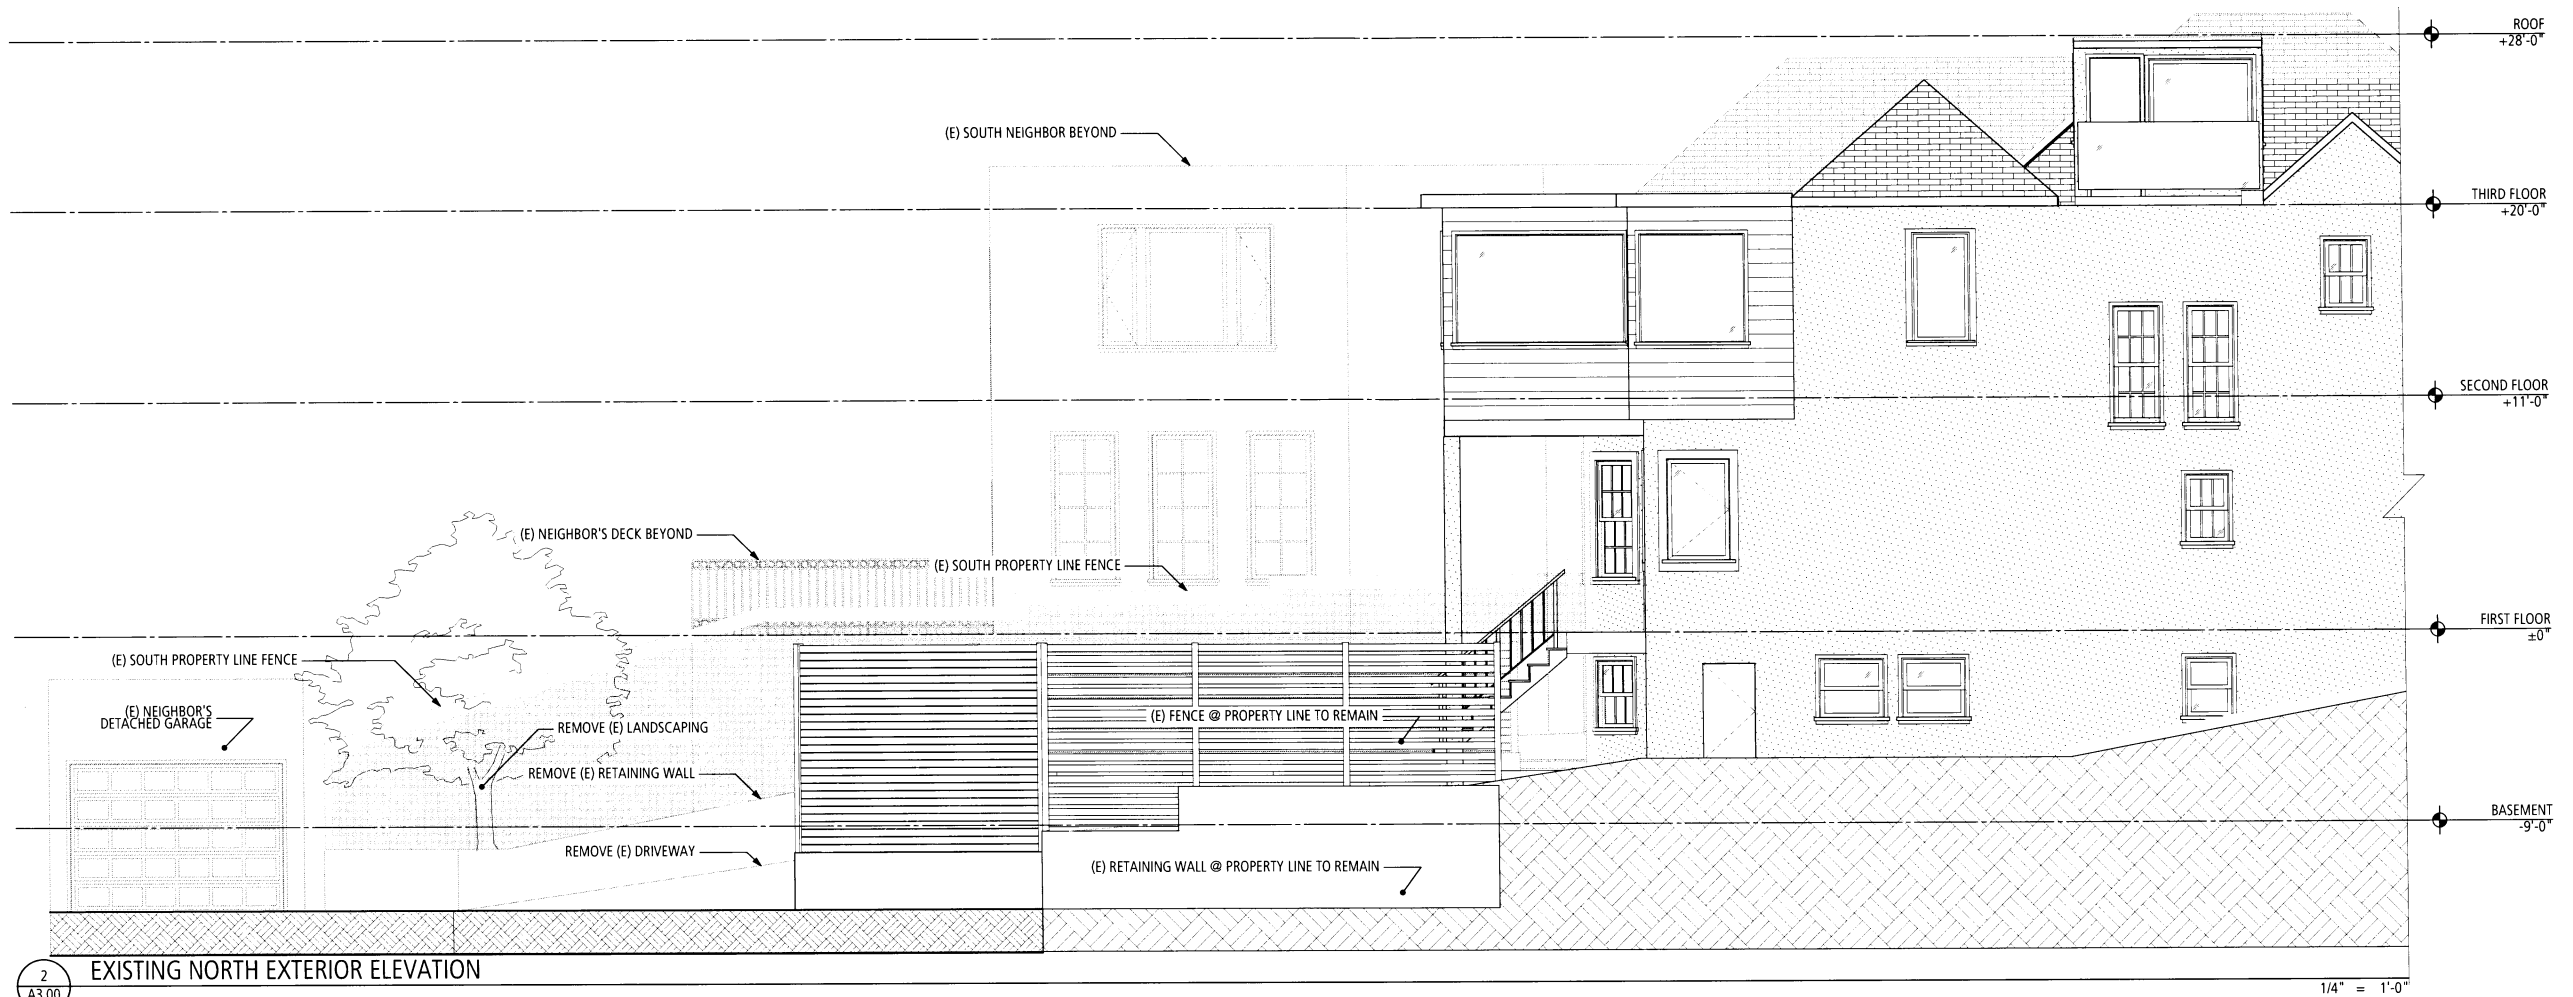 ROOF
+28'-0"
(E) SOUTH NEIGHBOR BEYOND
THIRD FLOOR
+20'-0"
SECOND FLOOR
+11'-0"
(E) NEIGHBOR'S DECK BEYOND
(E) SOUTH PROPERTY LINE FENCE
FIRST FLOOR
±0"
(E) SOUTH PROPERTY LINE FENCE
(E) NEIGHBOR'S
DETACHED GARAGE
REMOVE (E) LANDSCAPING
(E) FENCE @ PROPERTY LINE TO REMAIN
REMOVE (E) RETAINING WALL
BASEMENT
-9'-0"
REMOVE (E) DRIVEWAY
(E) RETAINING WALL @ PROPERTY LINE TO REMAIN
2
A3.00
EXISTING NORTH EXTERIOR ELEVATION
1/4" = 1'-0"